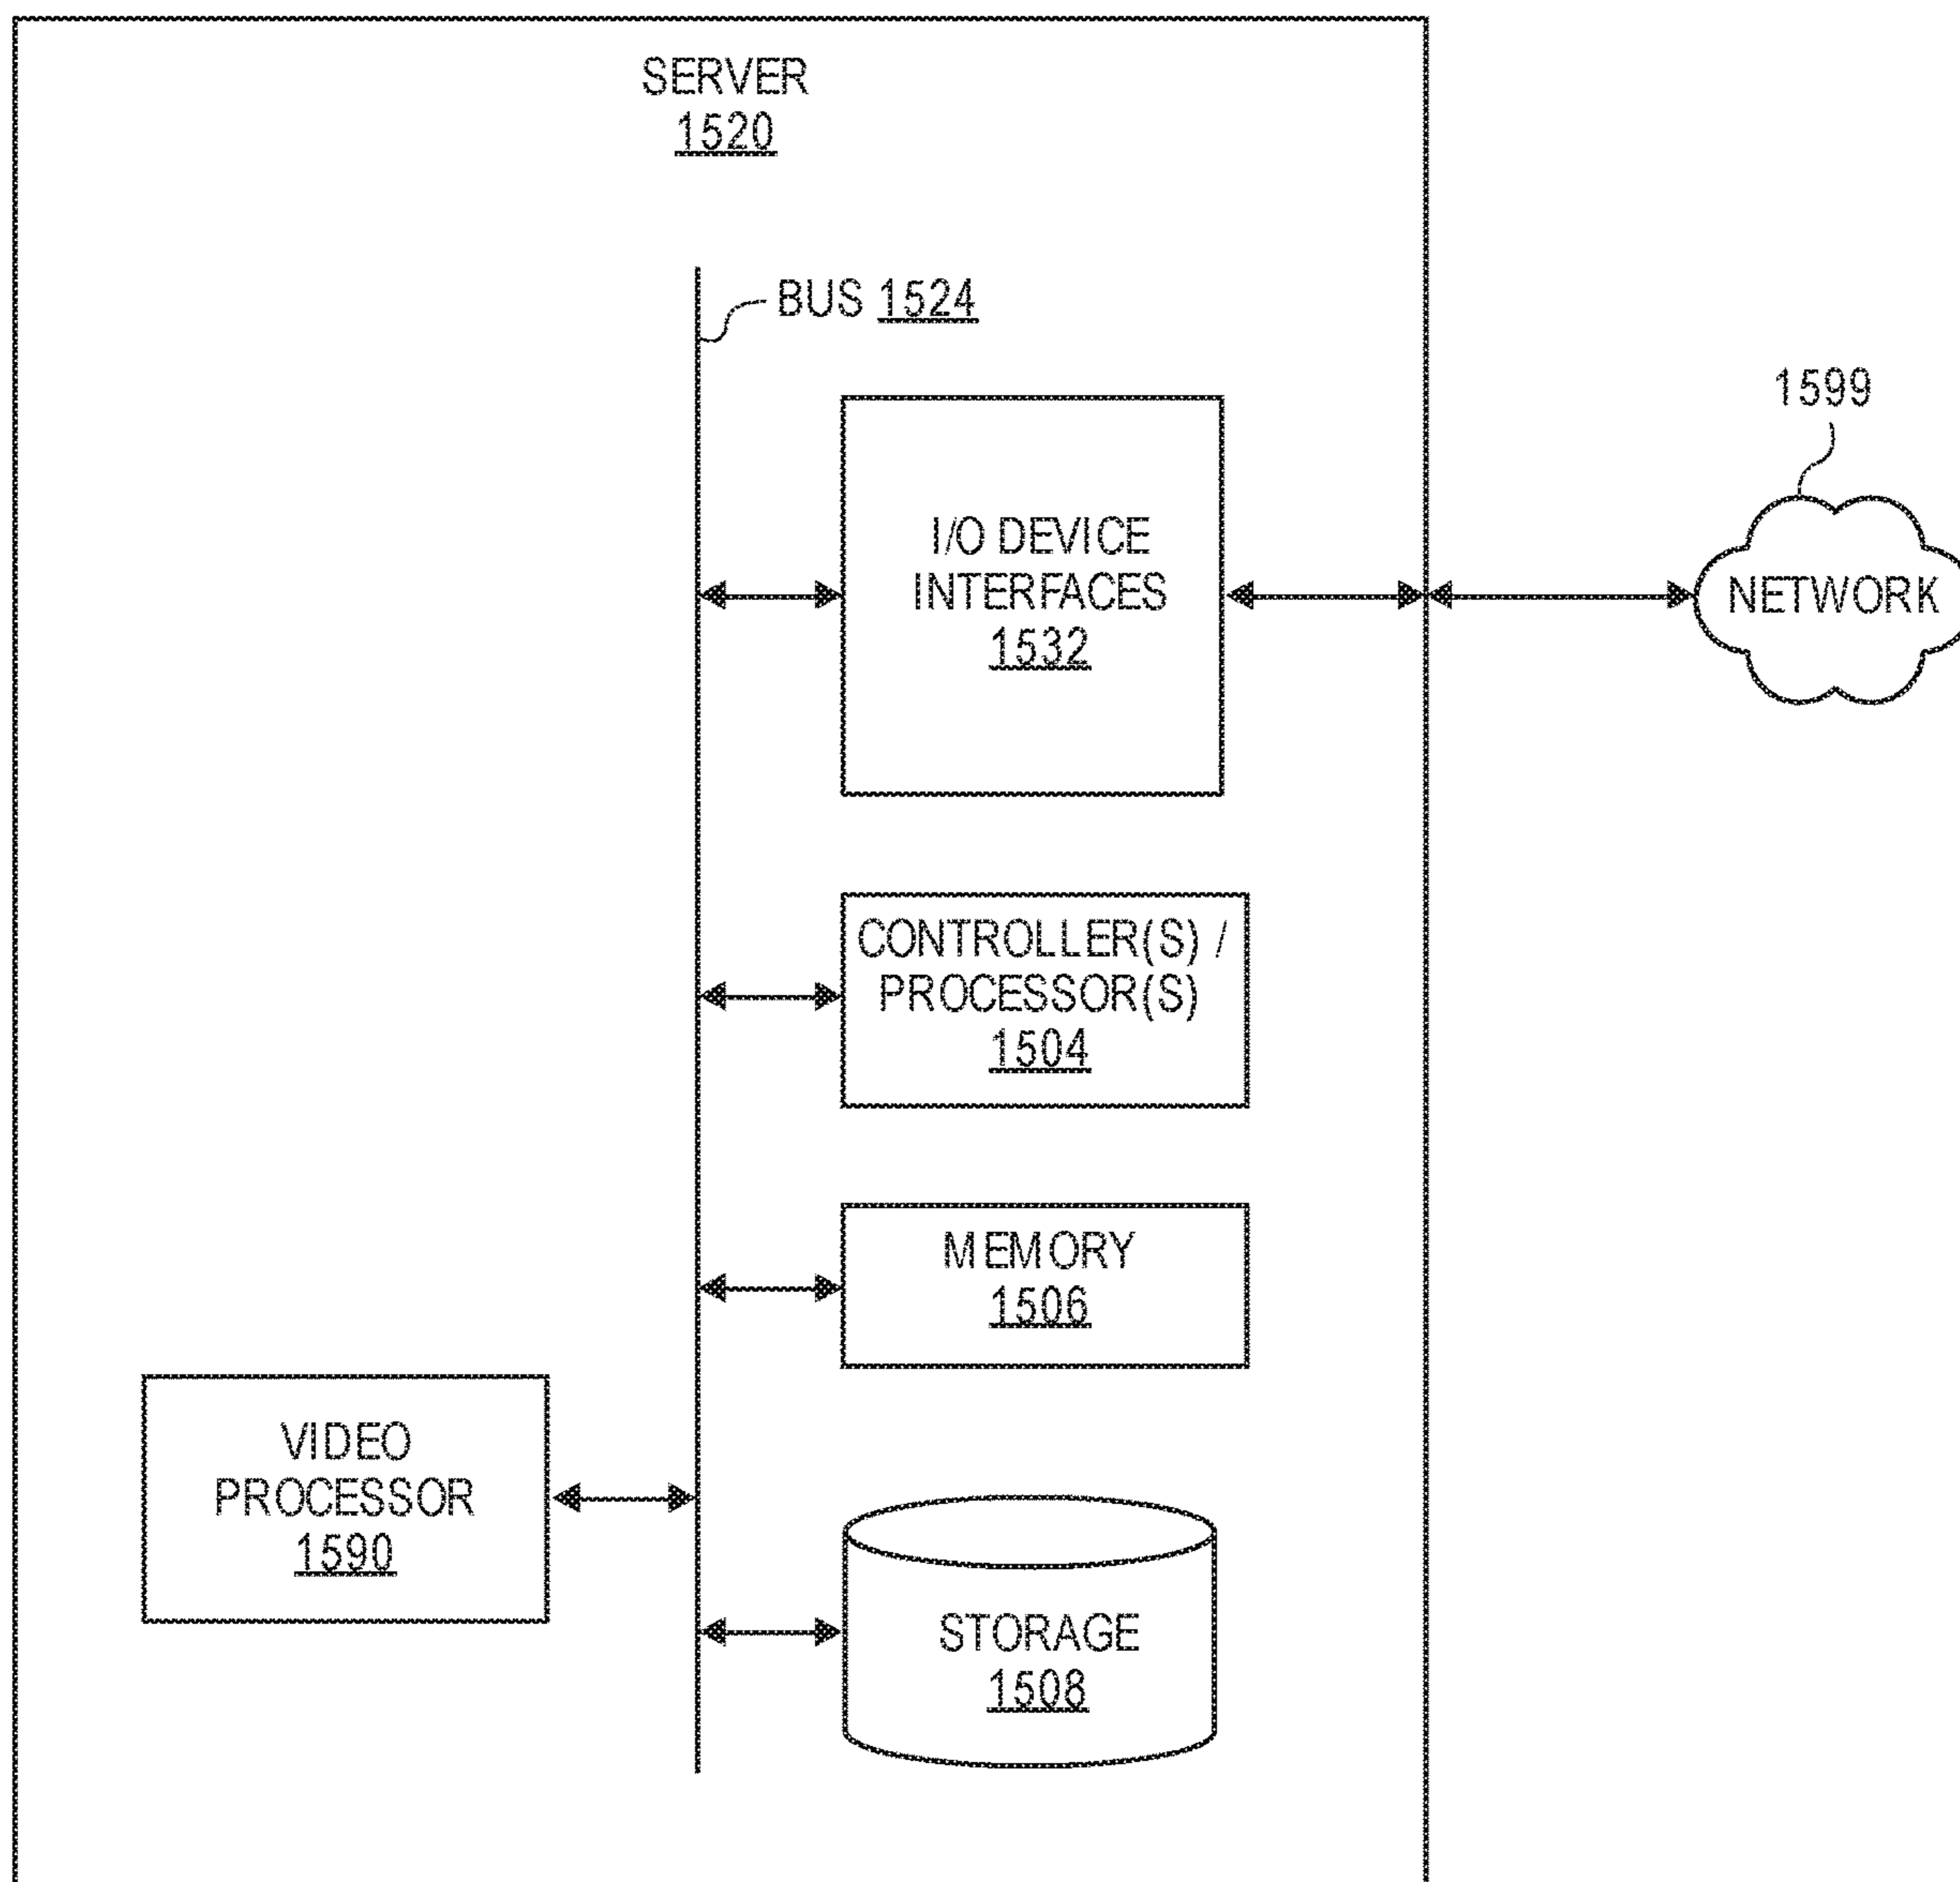 SERVER
1520
BUS 1524
1599
I/O DEVICE
INTERFACES
1532
NETWORK
CONTROLLER(S) /
PROCESSOR(S)
1504
MEMORY
1506
VIDEO
PROCESSOR
1590
STORAGE
1508